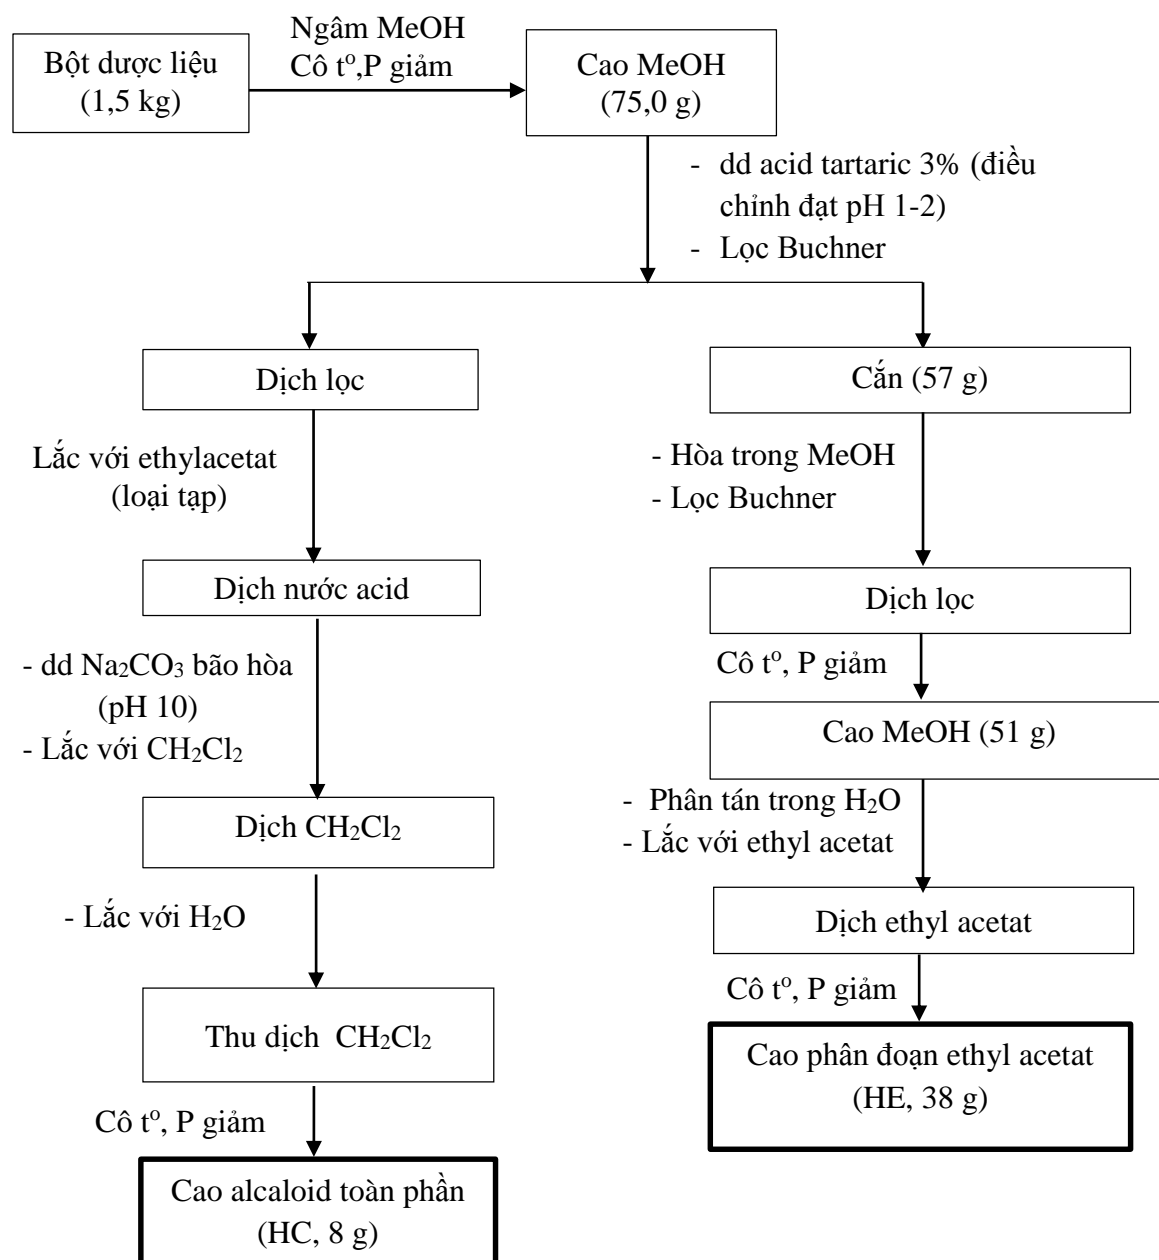 Bột dược liệu
(1,5 kg)
Ngâm MeOH
Cô tº,P giảm
Cao MeOH
(75,0 g)
- dd acid tartaric 3% (điều
chỉnh đạt pH 1-2)
- Lọc Buchner
Dịch lọc
Lắc với ethylacetat
(loại tạp)
Dịch nước acid
- dd Na₂CO₃ bão hòa
(pH 10)
- Lắc với CH₂Cl₂
Dịch CH₂Cl₂
- Lắc với H₂O
Thu dịch CH₂Cl₂
Cô tº, P giảm
Cao alcaloid toàn phần
(HC, 8 g)
Cắn (57 g)
- Hòa trong MeOH
- Lọc Buchner
Dịch lọc
Cô tº, P giảm
Cao MeOH (51 g)
- Phân tán trong H₂O
- Lắc với ethyl acetat
Dịch ethyl acetat
Cô tº, P giảm
Cao phân đoạn ethyl acetat
(HE, 38 g)